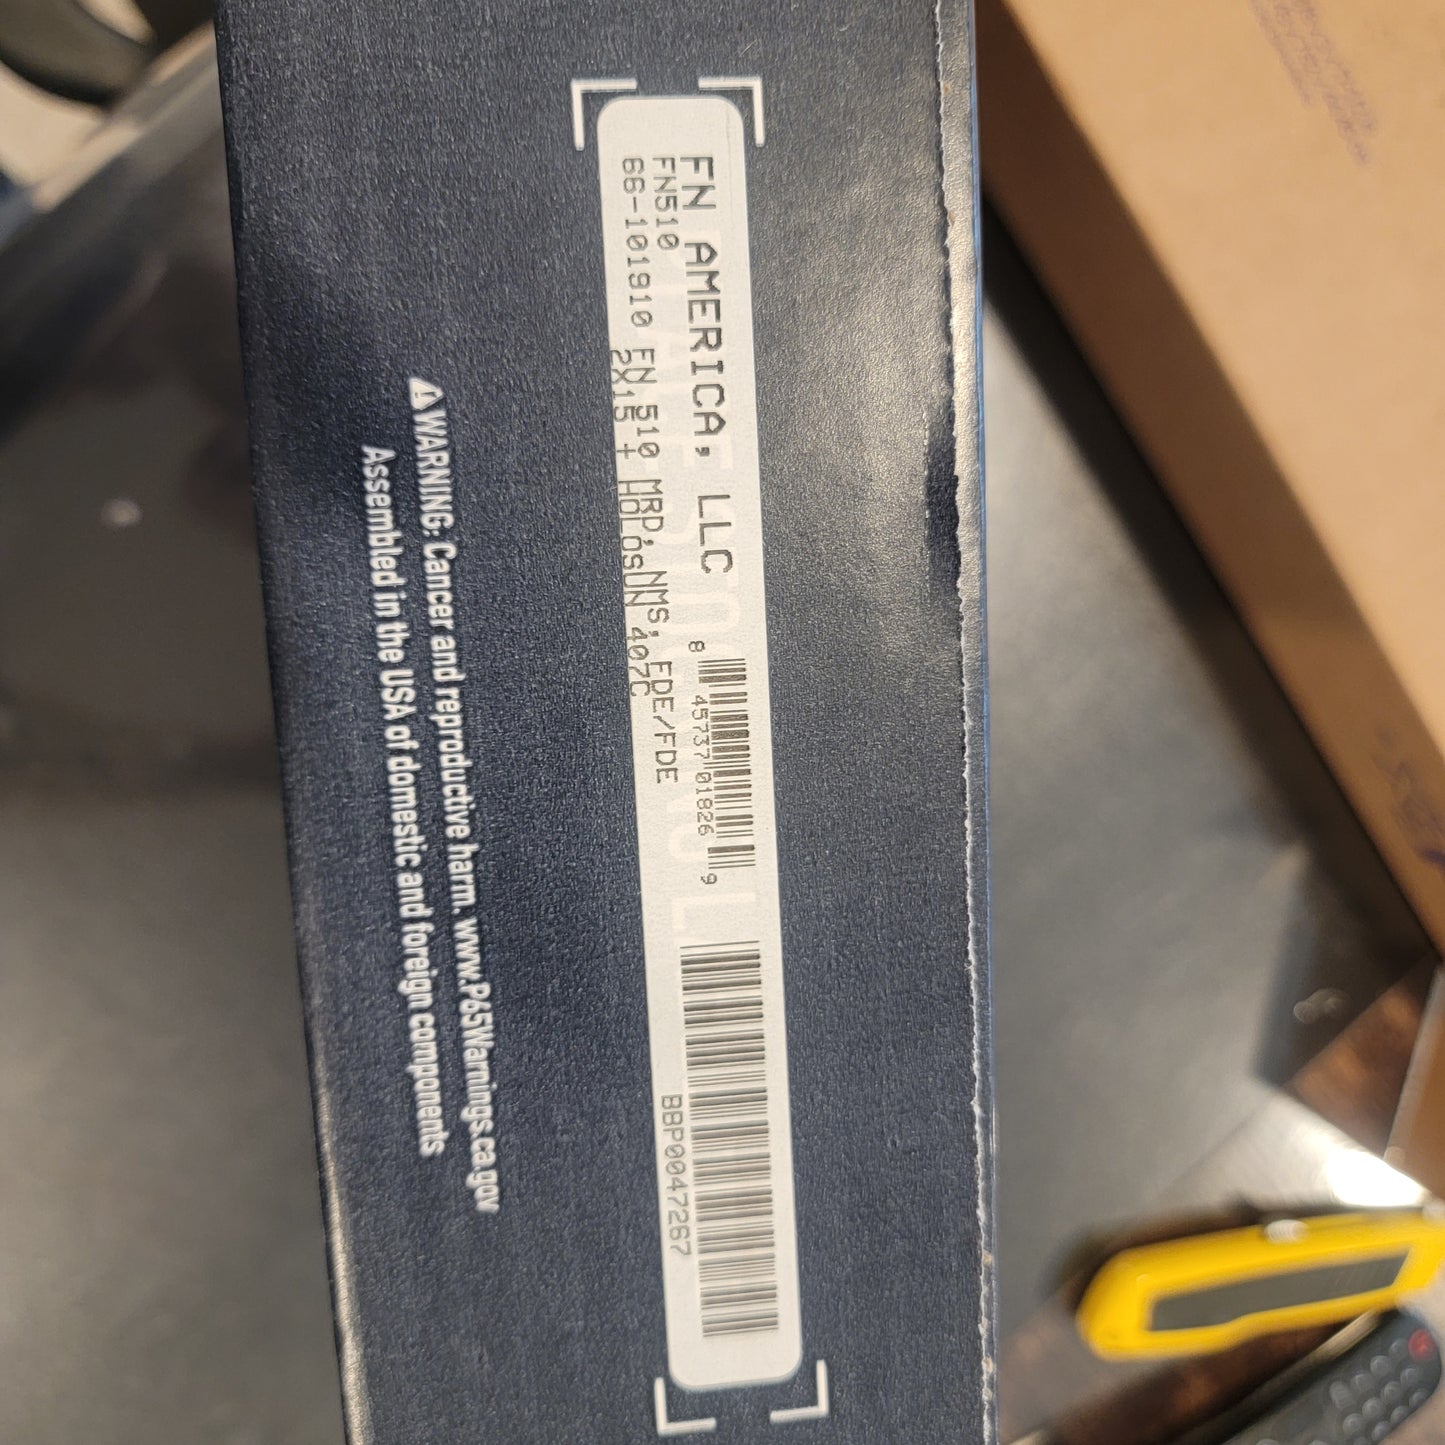 FN AMERICA, LLC
FN510
66-101910 FN 510 MRD, NMS, FDE/FDE
2X15 + HOLOSUN 407C
8 45737 01826 9
BBP0047267
WARNING: Cancer and reproductive harm. www.P65Warnings.ca.gov
Assembled in the USA of domestic and foreign components